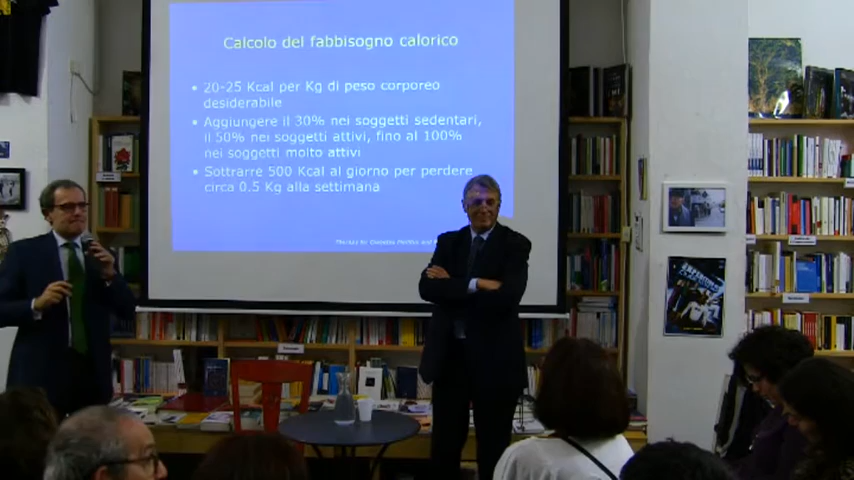 Calcolo del fabbisogno calorico
• 20-25 Kcal per Kg di peso corporeo
desiderabile
• Aggiungere il 30% nei soggetti sedentari,
il 50% nei soggetti attivi, fino al 100%
nei soggetti molto attivi
• Sottrarre 500 Kcal al giorno per perdere
circa 0.5 Kg alla settimana